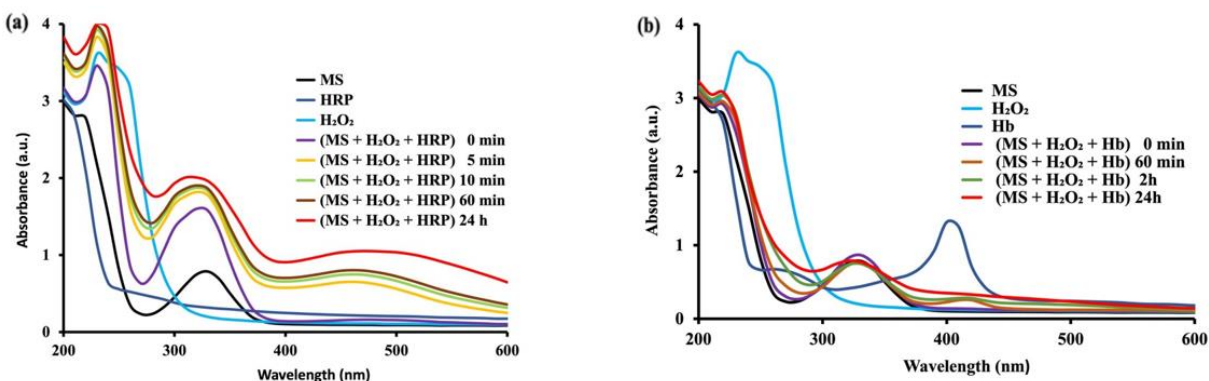 (a)
Absorbance (a.u.)
4
3
2
1
0
MS
HRP
H₂O₂
(MS + H₂O₂ + HRP) 0 min
(MS + H₂O₂ + HRP) 5 min
(MS + H₂O₂ + HRP) 10 min
(MS + H₂O₂ + HRP) 60 min
(MS + H₂O₂ + HRP) 24 h
200 300 400 500 600
Wavelength (nm)
(b)
Absorbance (a.u.)
4
3
2
1
0
MS
H₂O₂
Hb
(MS + H₂O₂ + Hb) 0 min
(MS + H₂O₂ + Hb) 60 min
(MS + H₂O₂ + Hb) 2h
(MS + H₂O₂ + Hb) 24h
200 300 400 500 600
Wavelength (nm)